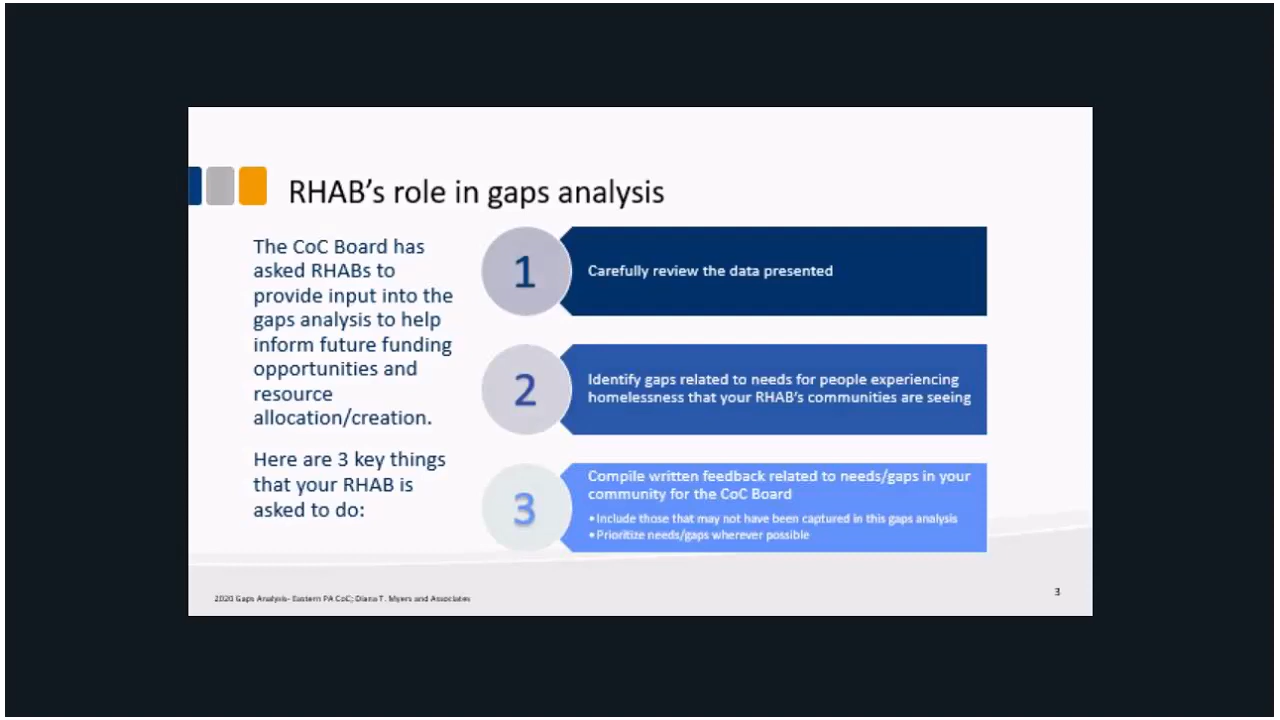 RHAB's role in gaps analysis
The CoC Board has
asked RHABs to
provide input into the
gaps analysis to help
inform future funding
opportunities and
resource
allocation/creation.
Here are 3 key things
that your RHAB is
asked to do:
1
Carefully review the data presented
2
Identify gaps related to needs for people experiencing
homelessness that your RHAB's communities are seeing
3
Compile written feedback related to needs/gaps in your
community for the CoC Board
•Include those that may not have been captured in this gaps analysis
•Prioritize needs/gaps wherever possible
2020 Gaps Analysis- Eastern PA CoC; Diana T. Myers and Associates
3